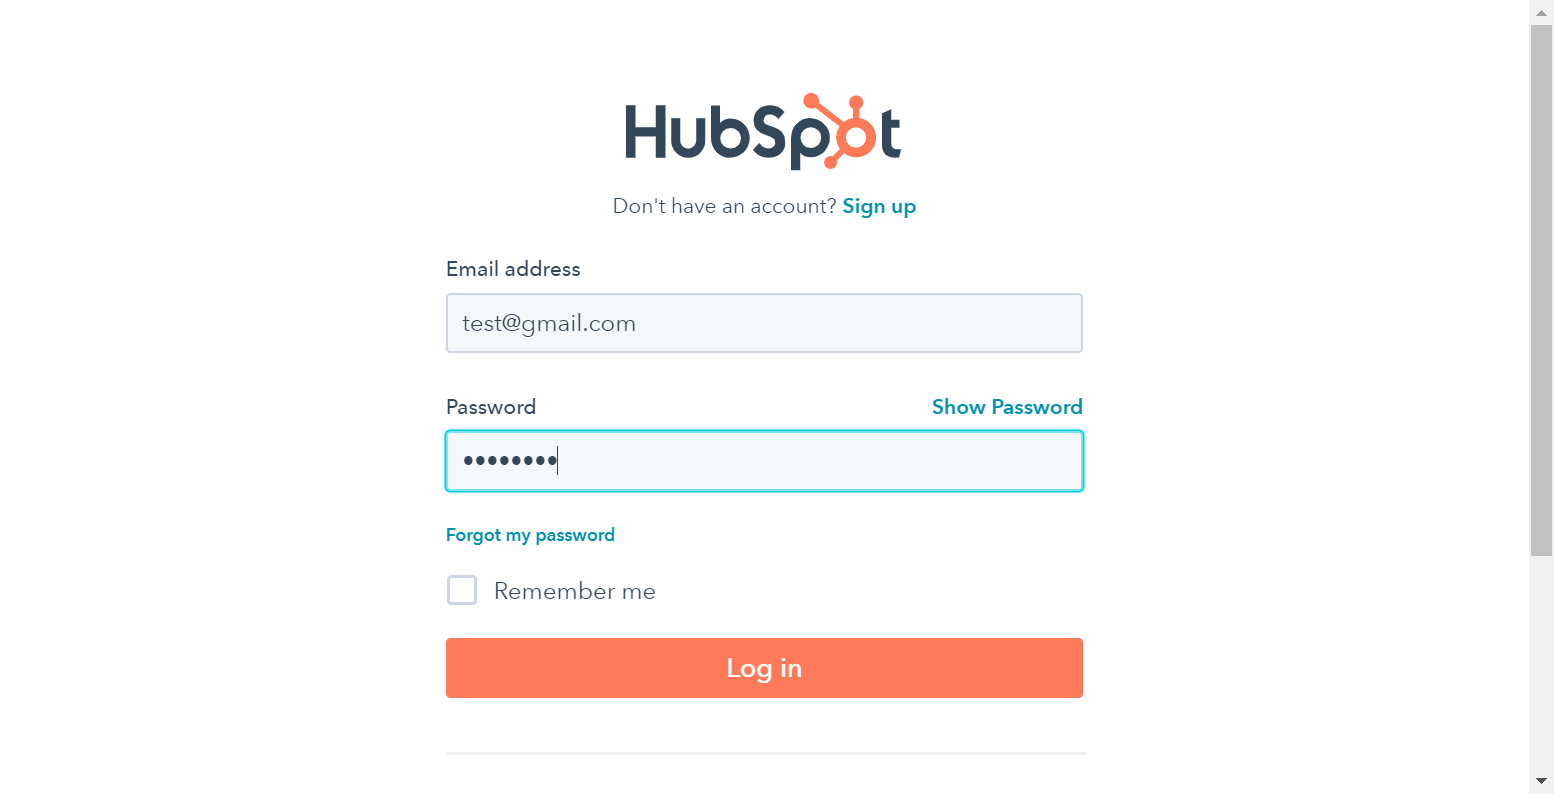 HubSpot
Don't have an account? Sign up
Email address
test@gmail.com
Password Show Password
••••••••
Forgot my password
Remember me
Log in